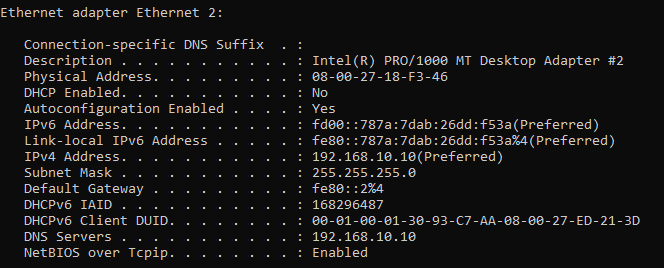 Ethernet adapter Ethernet 2:
Connection-specific DNS Suffix  . :
Description . . . . . . . . . . . : Intel(R) PRO/1000 MT Desktop Adapter #2
Physical Address. . . . . . . . . : 08-00-27-18-F3-46
DHCP Enabled. . . . . . . . . . . : No
Autoconfiguration Enabled . . . . : Yes
IPv6 Address. . . . . . . . . . . : fd00::787a:7dab:26dd:f53a(Preferred)
Link-local IPv6 Address . . . . . : fe80::787a:7dab:26dd:f53a%4(Preferred)
IPv4 Address. . . . . . . . . . . : 192.168.10.10(Preferred)
Subnet Mask . . . . . . . . . . . : 255.255.255.0
Default Gateway . . . . . . . . . : fe80::2%4
DHCPv6 IAID . . . . . . . . . . . : 168296487
DHCPv6 Client DUID. . . . . . . . : 00-01-00-01-30-93-C7-AA-08-00-27-ED-21-3D
DNS Servers . . . . . . . . . . . : 192.168.10.10
NetBIOS over Tcpip. . . . . . . . : Enabled